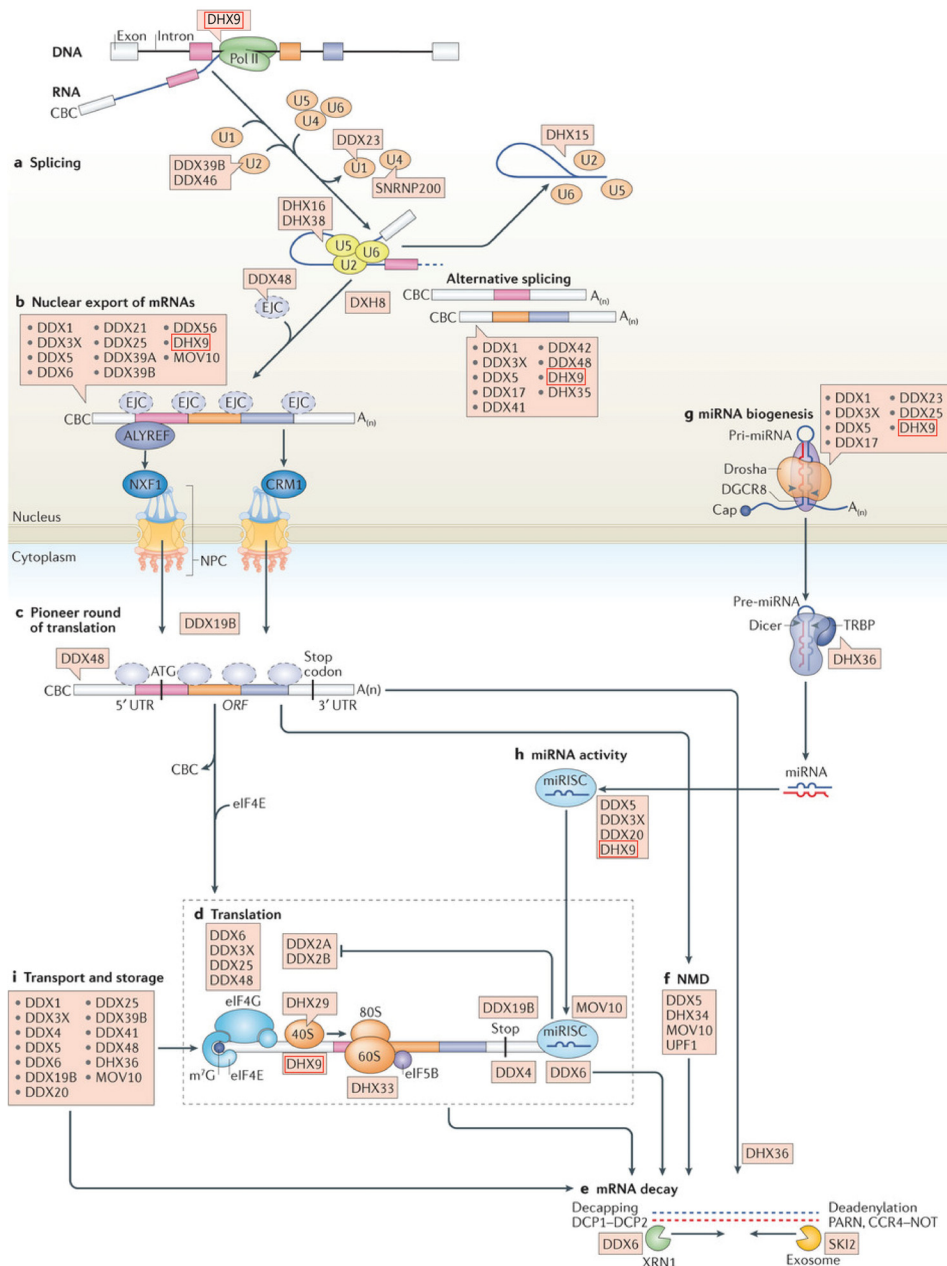 DHX9
Exon
Intron
DNA
Pol II
RNA
CBC
U5
U6
U4
U1
DDX23
U1
U4
SNRNP200
DHX15
U2
U6
U5
a Splicing
DDX39B
DDX46
U2
DHX16
DHX38
U5
U6
U2
DDX48
EJC
DXH8
Alternative splicing
CBC
A(n)
CBC
A(n)
• DDX1
• DDX3X
• DDX5
• DDX17
• DDX41
• DDX42
• DDX48
• DHX9
• DHX35
b Nuclear export of mRNAs
• DDX1
• DDX3X
• DDX5
• DDX6
• DDX21
• DDX25
• DDX39A
• DDX39B
• DDX56
• DHX9
• MOV10
EJC
EJC
EJC
EJC
CBC
A(n)
ALYREF
NXF1
CRM1
NPC
Nucleus
Cytoplasm
g miRNA biogenesis
• DDX1
• DDX3X
• DDX5
• DDX17
• DDX23
• DDX25
• DHX9
Pri-miRNA
Drosha
DGCR8
Cap
A(n)
Pre-miRNA
Dicer
TRBP
DHX36
miRNA
c Pioneer round
of translation
DDX19B
DDX48
ATG
Stop
codon
CBC
A(n)
5′ UTR
ORF
3′ UTR
CBC
eIF4E
h miRNA activity
miRISC
DDX5
DDX3X
DDX20
DHX9
d Translation
DDX6
DDX3X
DDX25
DDX48
DDX2A
DDX2B
eIF4G
DHX29
40S
80S
60S
DHX9
DHX33
eIF5B
m⁷G
eIF4E
DDX19B
Stop
DDX4
MOV10
miRISC
DDX6
f NMD
DDX5
DHX34
MOV10
UPF1
i Transport and storage
• DDX1
• DDX3X
• DDX4
• DDX5
• DDX6
• DDX19B
• DDX20
• DDX25
• DDX39B
• DDX41
• DDX48
• DHX36
• MOV10
DHX36
e mRNA decay
Decapping
DCP1–DCP2
Deadenylation
PARN, CCR4–NOT
DDX6
XRN1
Exosome
SKI2